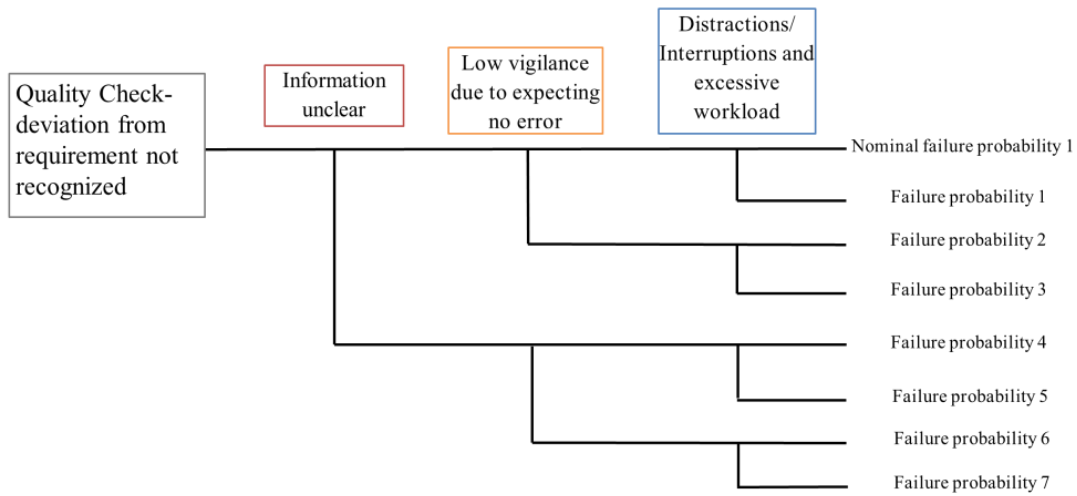 Quality Check-
deviation from
requirement not
recognized
Information
unclear
Low vigilance
due to expecting
no error
Distractions/
Interruptions and
excessive
workload
Nominal failure probability 1
Failure probability 1
Failure probability 2
Failure probability 3
Failure probability 4
Failure probability 5
Failure probability 6
Failure probability 7